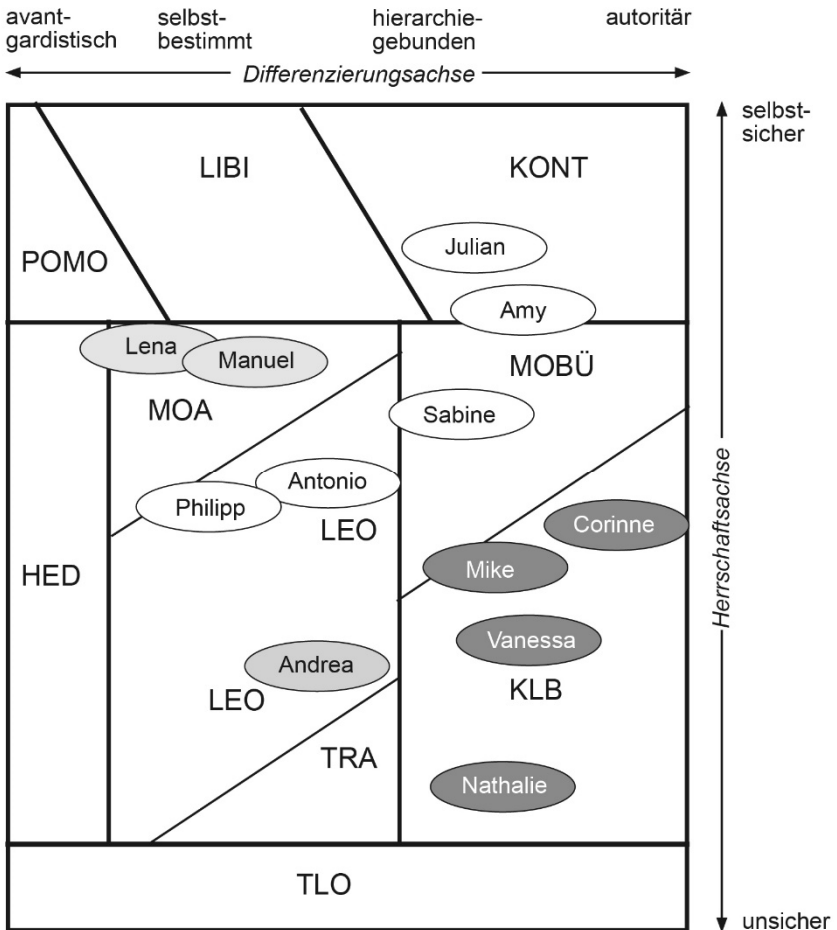 avant-
gardistisch
selbst-
bestimmt
hierarchie-
gebunden
autoritär
Differenzierungsachse
selbst-
sicher
LIBI
KONT
Julian
POMO
Amy
Lena
Manuel
MOBÜ
MOA
Sabine
Antonio
Philipp
LEO
Corinne
HED
Mike
Herrschaftsachse
Vanessa
Andrea
LEO
KLB
TRA
Nathalie
TLO
unsicher